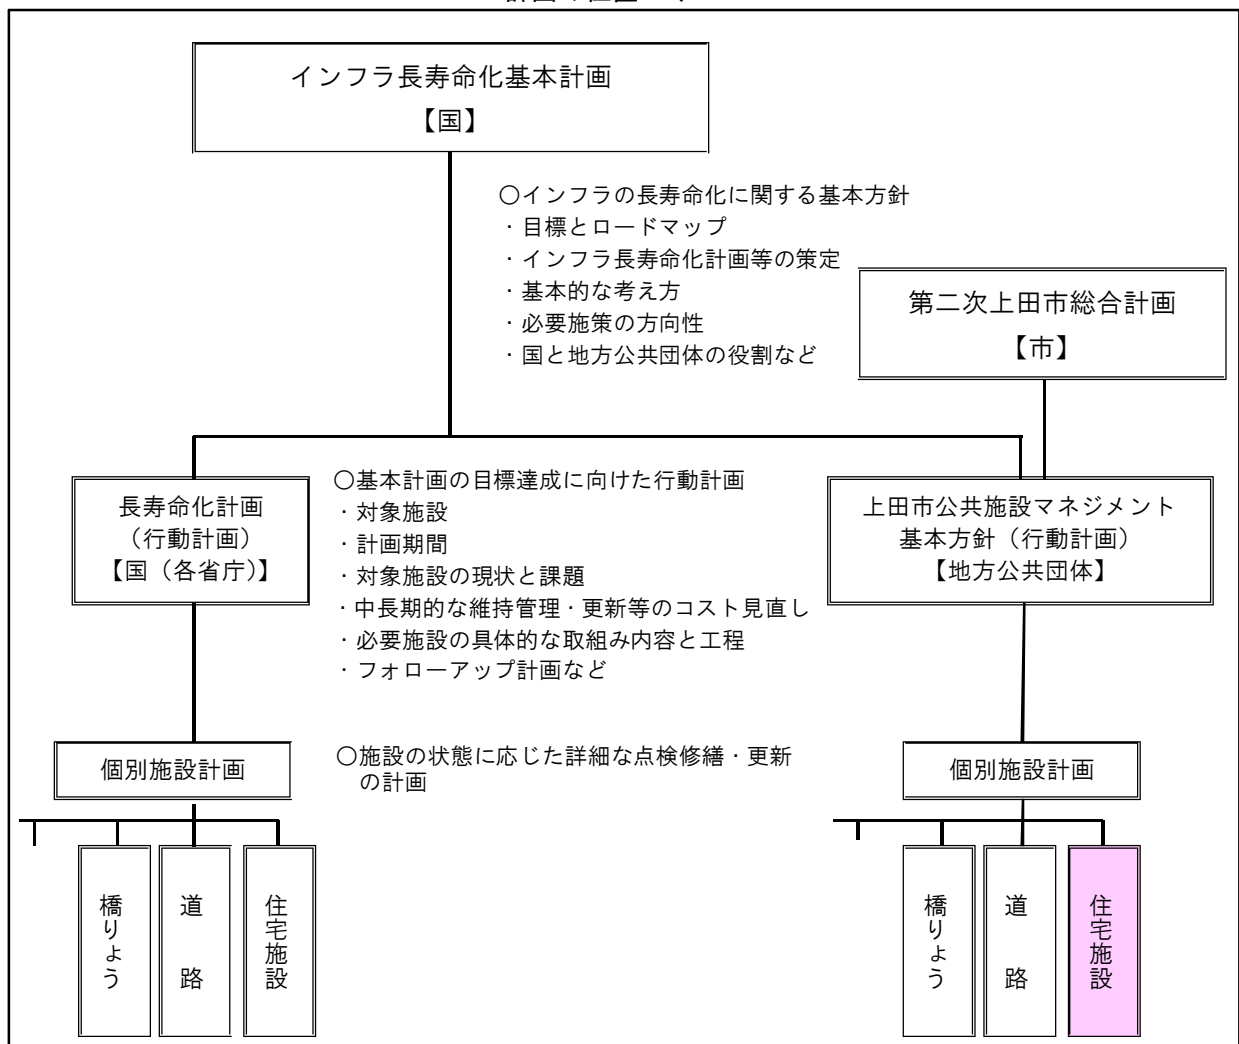 インフラ長寿命化基本計画
【国】
〇インフラの長寿命化に関する基本方針
・目標とロードマップ
・インフラ長寿命化計画等の策定
・基本的な考え方
・必要施策の方向性
・国と地方公共団体の役割など
第二次上田市総合計画
【市】
長寿命化計画
（行動計画）
【国（各省庁）】
〇基本計画の目標達成に向けた行動計画
・対象施設
・計画期間
・対象施設の現状と課題
・中長期的な維持管理・更新等のコスト見直し
・必要施設の具体的な取組み内容と工程
・フォローアップ計画など
上田市公共施設マネジメント
基本方針（行動計画）
【地方公共団体】
個別施設計画
〇施設の状態に応じた詳細な点検修繕・更新
の計画
個別施設計画
橋りょう
道路
住宅施設
橋りょう
道路
住宅施設